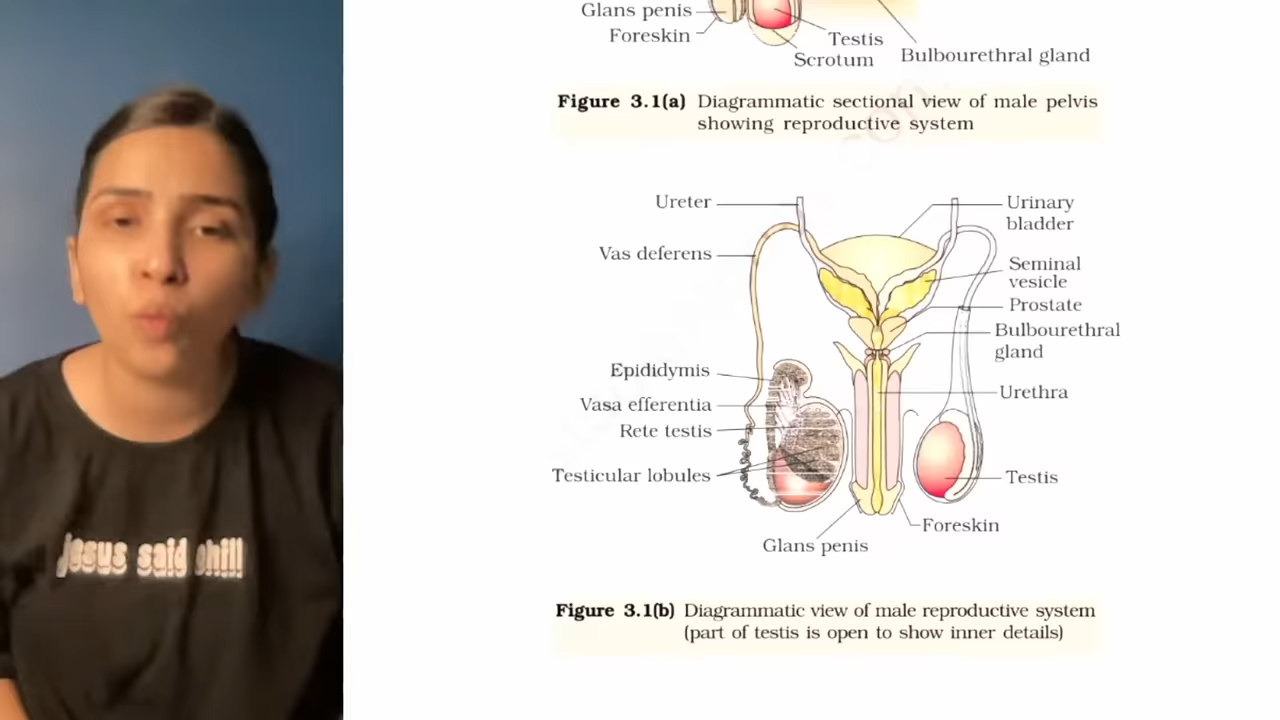 Glans penis
Foreskin
Testis
Scrotum
Bulbourethral gland
Figure 3.1(a) Diagrammatic sectional view of male pelvis
showing reproductive system
Ureter
Urinary
bladder
Vas deferens
Seminal
vesicle
Prostate
Bulbourethral
gland
Epididymis
Urethra
Vasa efferentia
Rete testis
Testicular lobules
Testis
Foreskin
Glans penis
Figure 3.1(b) Diagrammatic view of male reproductive system
(part of testis is open to show inner details)
jesus said chill